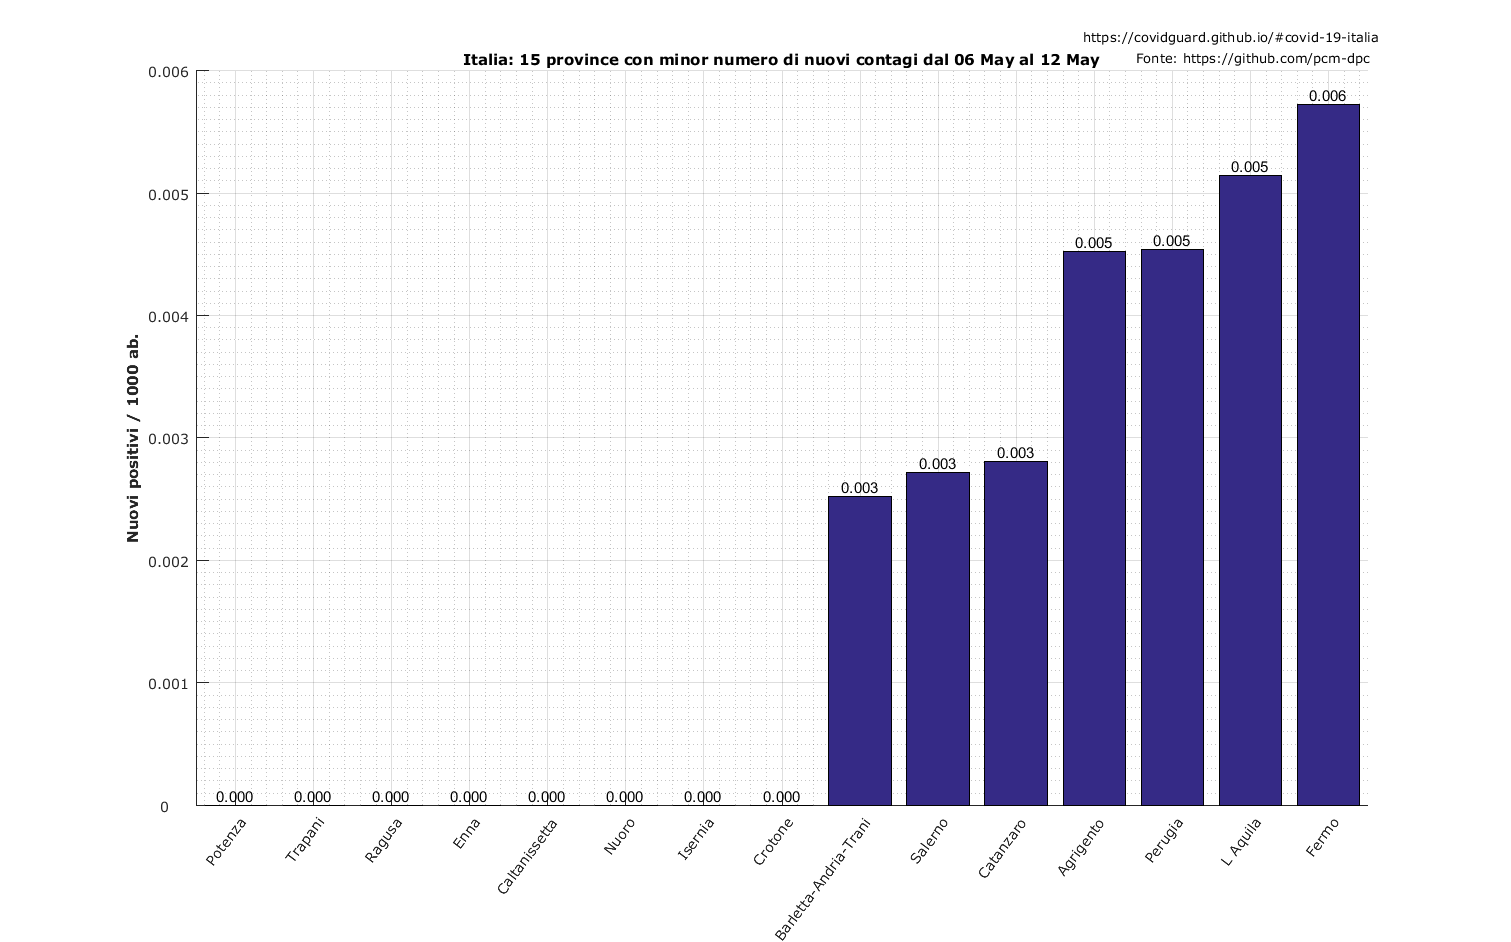 https://covidguard.github.io/#covid-19-italia
Italia: 15 province con minor numero di nuovi contagi dal 06 May al 12 May
Fonte: https://github.com/pcm-dpc
Nuovi positivi / 1000 ab.
0.006
0.005
0.004
0.003
0.002
0.001
0
0.000
0.000
0.000
0.000
0.000
0.000
0.000
0.000
0.003
0.003
0.003
0.005
0.005
0.005
0.006
Potenza
Trapani
Ragusa
Enna
Caltanissetta
Nuoro
Isernia
Crotone
Barletta-Andria-Trani
Salerno
Catanzaro
Agrigento
Perugia
L Aquila
Fermo